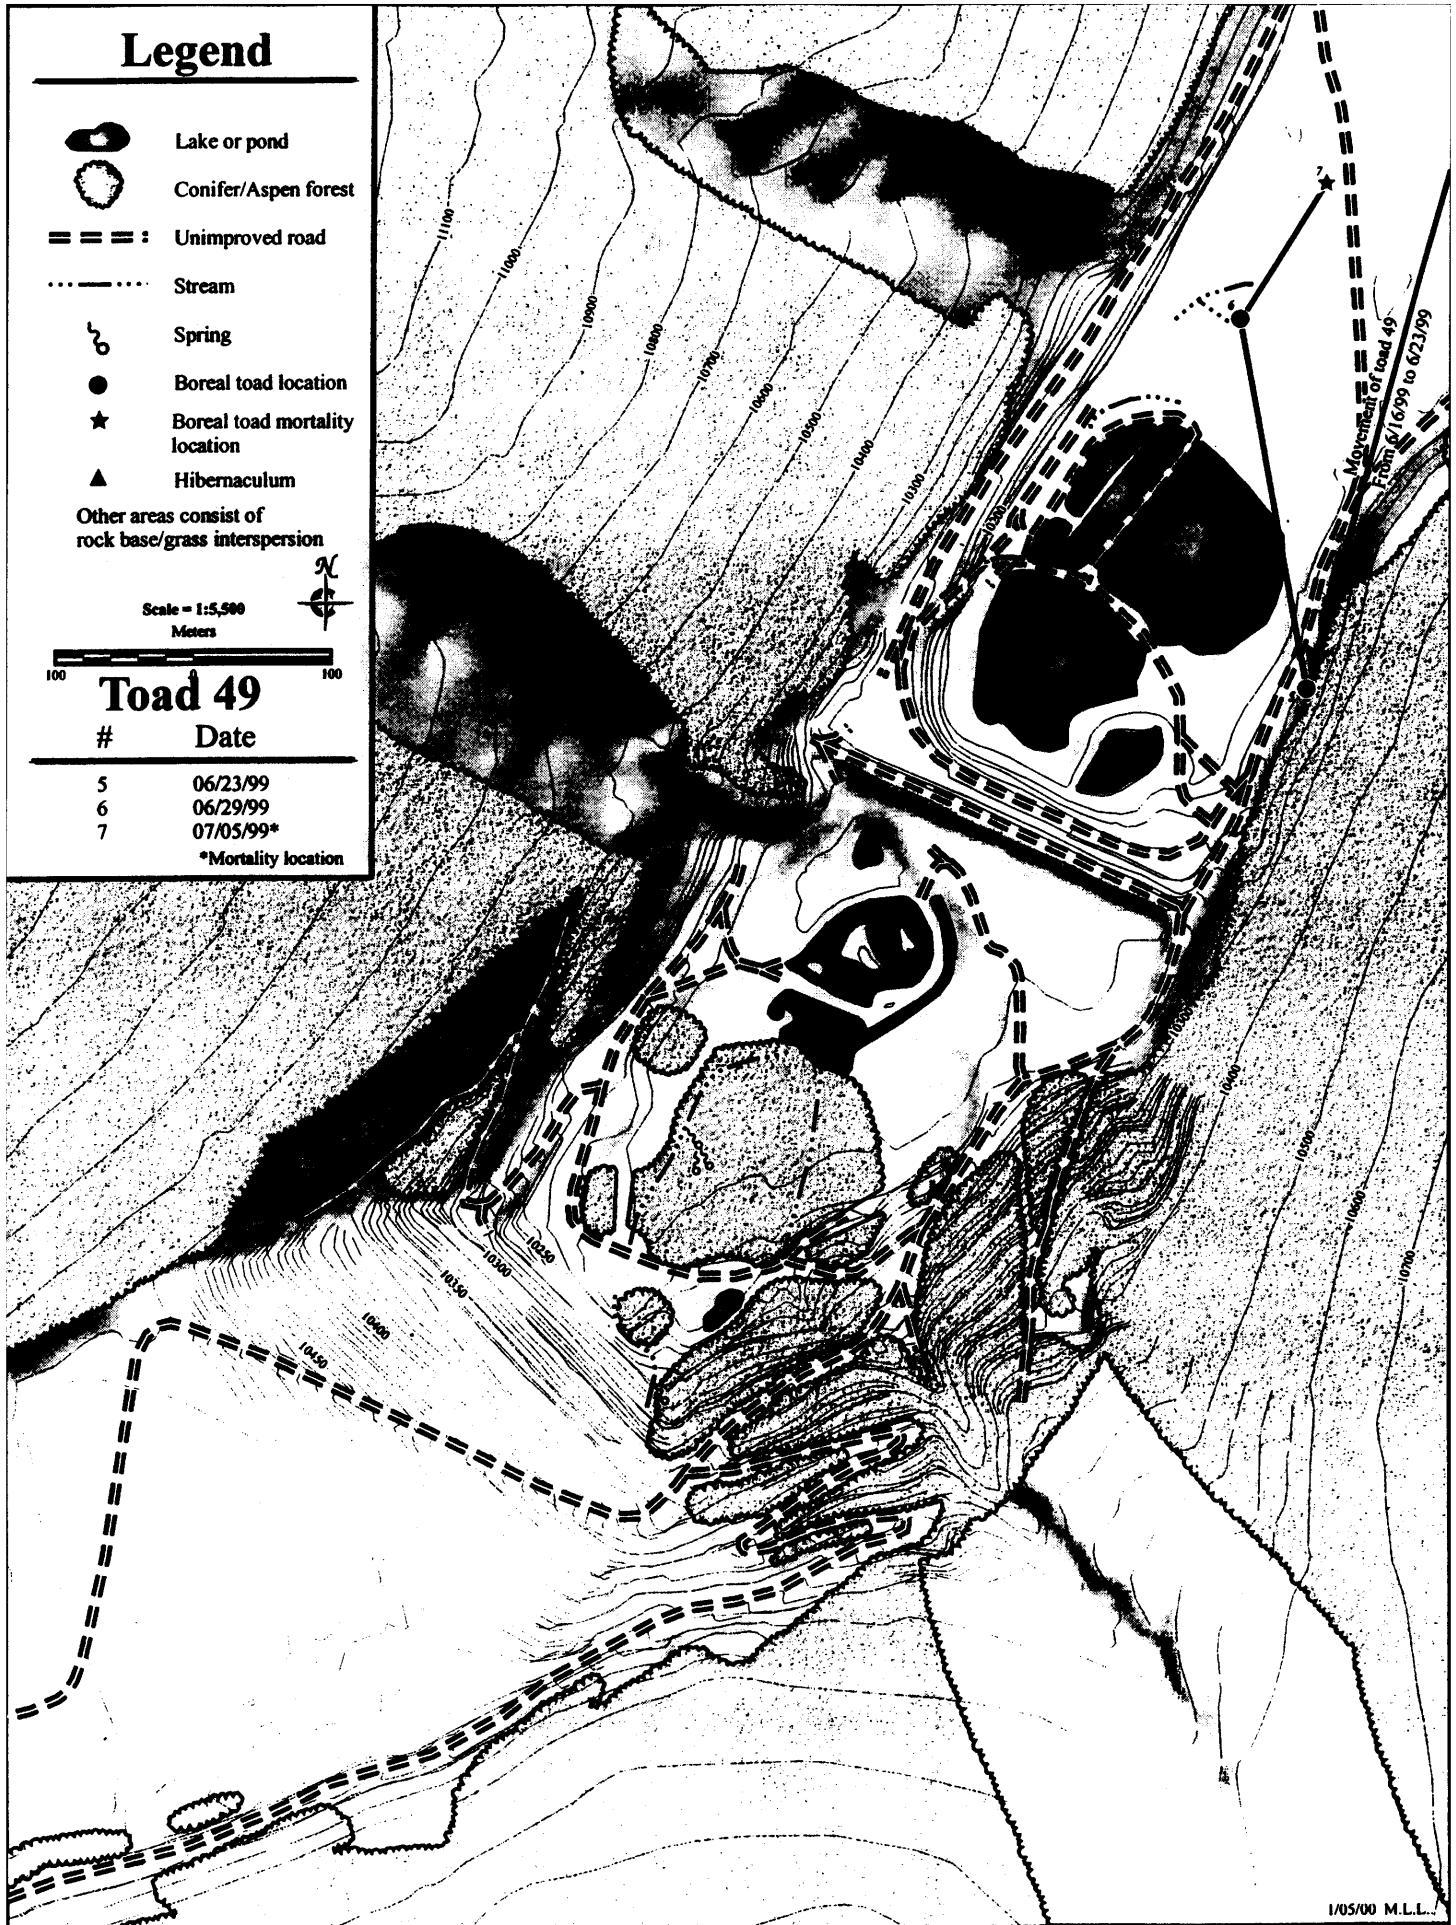 Legend
Lake or pond
Conifer/Aspen forest
Unimproved road
Stream
Spring
Boreal toad location
Boreal toad mortality
location
Hibernaculum
Other areas consist of
rock base/grass interspersion
N
Scale = 1:5,500
Meters
100 0 100
Toad 49
# Date
5 06/23/99
6 06/29/99
7 07/05/99*
*Mortality location
11100
11000
10900
10800
10700
10600
10500
10400
10300
10200
7
6
Movement of toad 49
From 6/16/99 to 6/23/99
10300
10400
10500
10600
10700
10250
10300
10350
10400
10450
1/05/00 M.L.L.